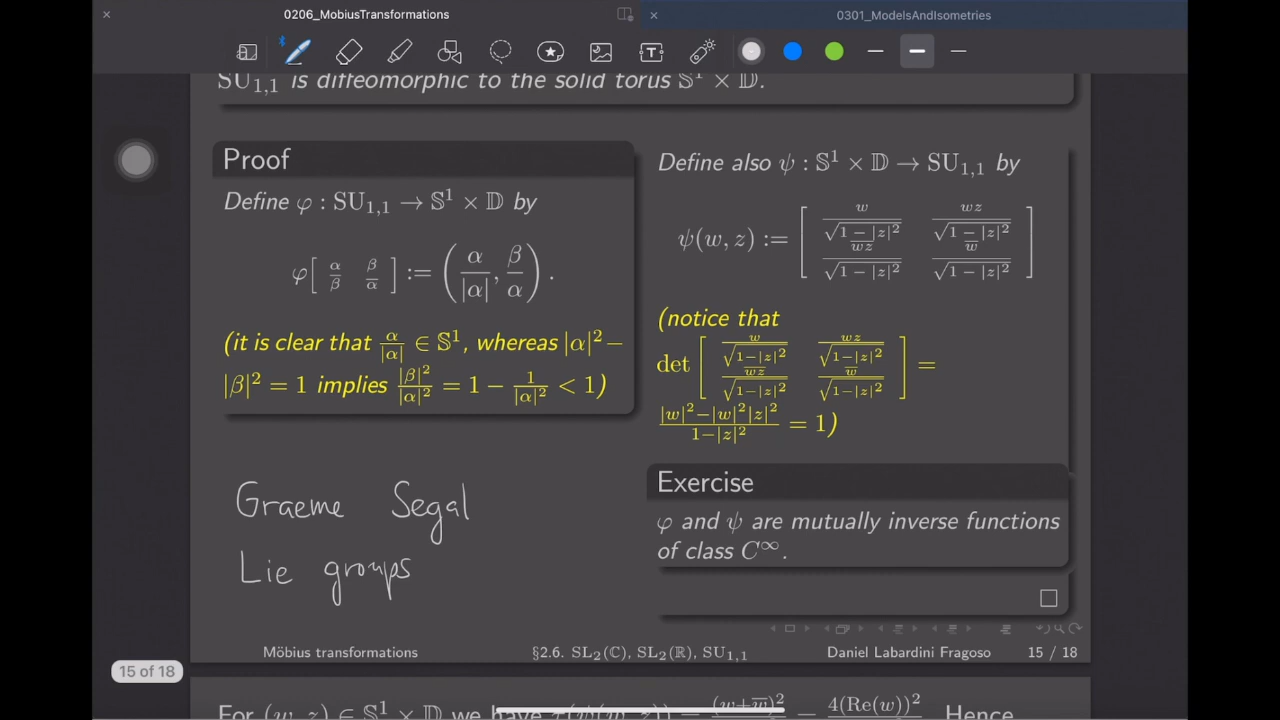 0206_MobiusTransformations
0301_ModelsAndIsometries
SU₁,₁ is diffeomorphic to the solid torus 𝕊¹ × 𝔻.
Proof
Define φ : SU₁,₁ → 𝕊¹ × 𝔻 by
φ[ α β ; β̅ α̅ ] := (α/|α|, β/α).
(it is clear that α/|α| ∈ 𝕊¹, whereas |α|² −
|β|² = 1 implies |β|²/|α|² = 1 − 1/|α|² < 1)
Graeme Segal
Lie groups
Define also ψ : 𝕊¹ × 𝔻 → SU₁,₁ by
ψ(w, z) := [ w/√(1 − |z|²) wz/√(1 − |z|²) ; w̅z̅/√(1 − |z|²) w̅/√(1 − |z|²) ]
(notice that
det [ w/√(1−|z|²) wz/√(1−|z|²) ; w̅z̅/√(1−|z|²) w̅/√(1−|z|²) ] =
(|w|²−|w|²|z|²)/(1−|z|²) = 1)
Exercise
φ and ψ are mutually inverse functions
of class C^∞.
Möbius transformations §2.6. SL₂(ℂ), SL₂(ℝ), SU₁,₁ Daniel Labardini Fragoso 15 / 18
15 of 18